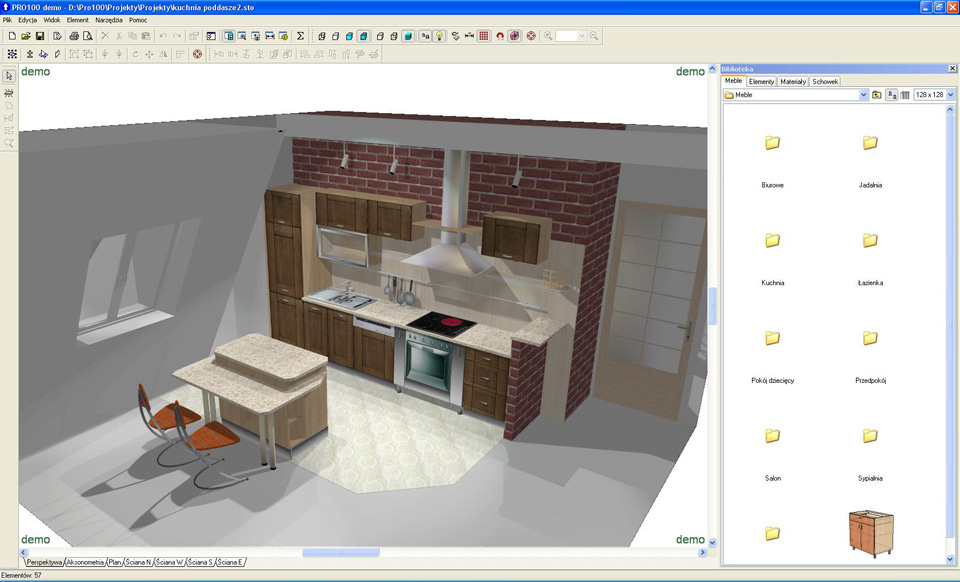 PRO100 demo - D:\Pro100\Projekty\Projekty\kuchnia poddasze2.sto
Plik Edycja Widok Element Narzędzia Pomoc
demo
demo
Biblioteka
Meble Elementy Materiały Schowek
Meble
128 x 128
Biurowe
Jadalnia
Kuchnia
Łazienka
Pokój dziecięcy
Przedpokój
Salon
Sypialnia
demo
demo
Perspektywa Aksonometria Plan Ściana N Ściana W Ściana S Ściana E
Elementów: 57